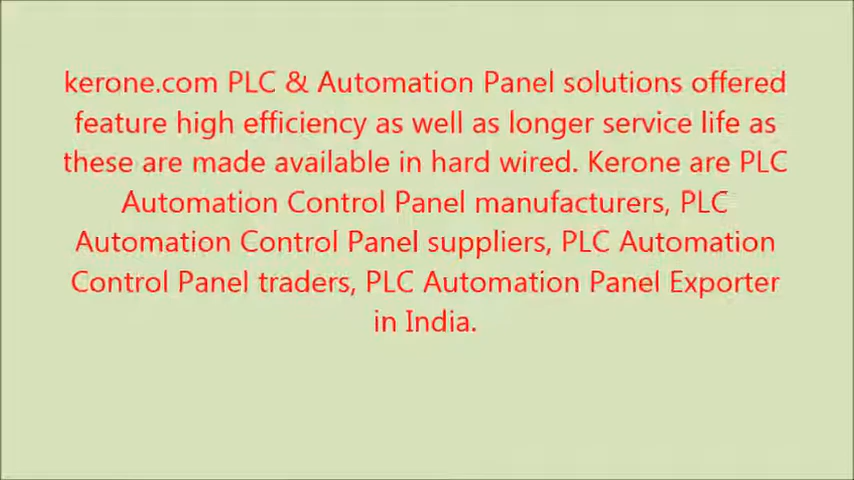 kerone.com PLC & Automation Panel solutions offered
feature high efficiency as well as longer service life as
these are made available in hard wired. Kerone are PLC
Automation Control Panel manufacturers, PLC
Automation Control Panel suppliers, PLC Automation
Control Panel traders, PLC Automation Panel Exporter
in India.